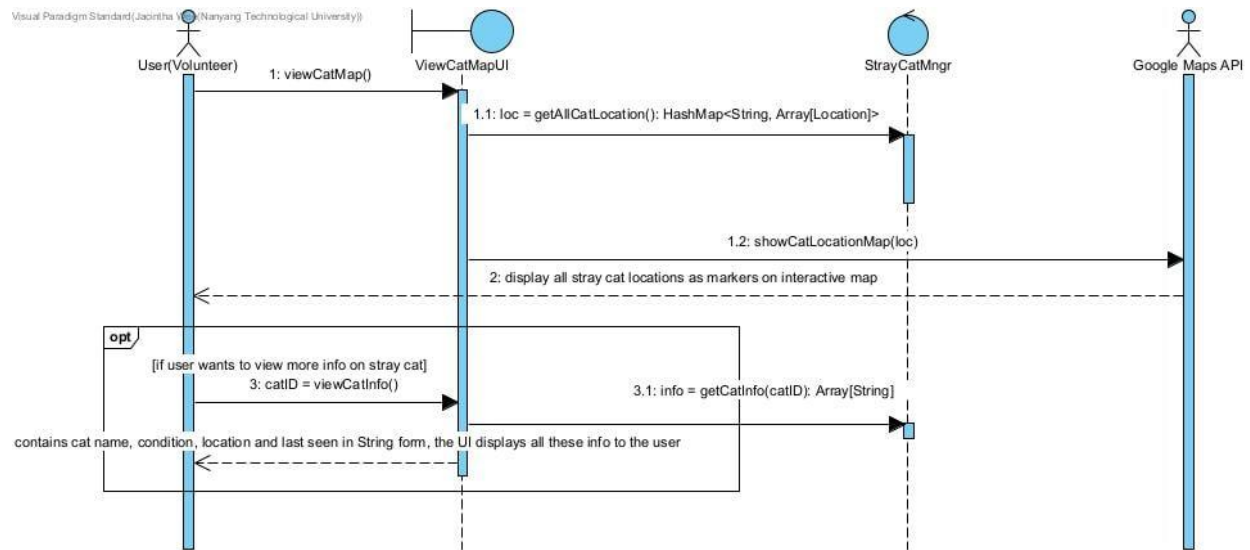 Visual Paradigm Standard(Jacintha (Nanyang Technological University))
User(Volunteer)
ViewCatMapUI
StrayCatMngr
Google Maps API
1: viewCatMap()
1.1: loc = getAllCatLocation(): HashMap<String, Array[Location]>
1.2: showCatLocationMap(loc)
2: display all stray cat locations as markers on interactive map
opt
[if user wants to view more info on stray cat]
3: catID = viewCatInfo()
3.1: info = getCatInfo(catID): Array[String]
contains cat name, condition, location and last seen in String form, the UI displays all these info to the user